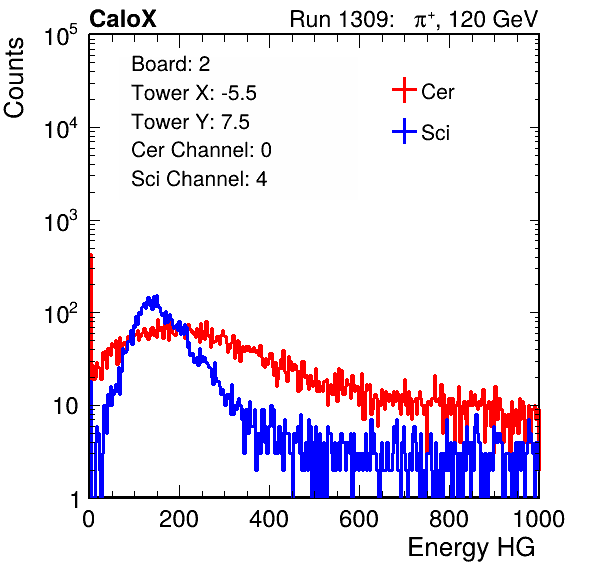 CaloX Run 1309: π⁺, 120 GeV
Counts
Board: 2
Tower X: -5.5
Tower Y: 7.5
Cer Channel: 0
Sci Channel: 4
Cer
Sci
10⁵
10⁴
10³
10²
10
1
0 200 400 600 800 1000
Energy HG